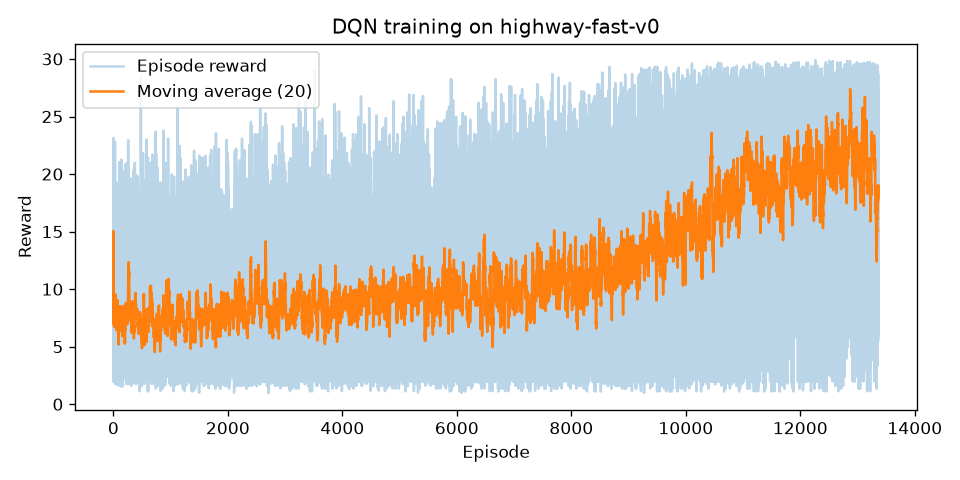 DQN training on highway-fast-v0
Episode reward
Moving average (20)
30
25
20
15
10
5
0
Reward
0 2000 4000 6000 8000 10000 12000 14000
Episode